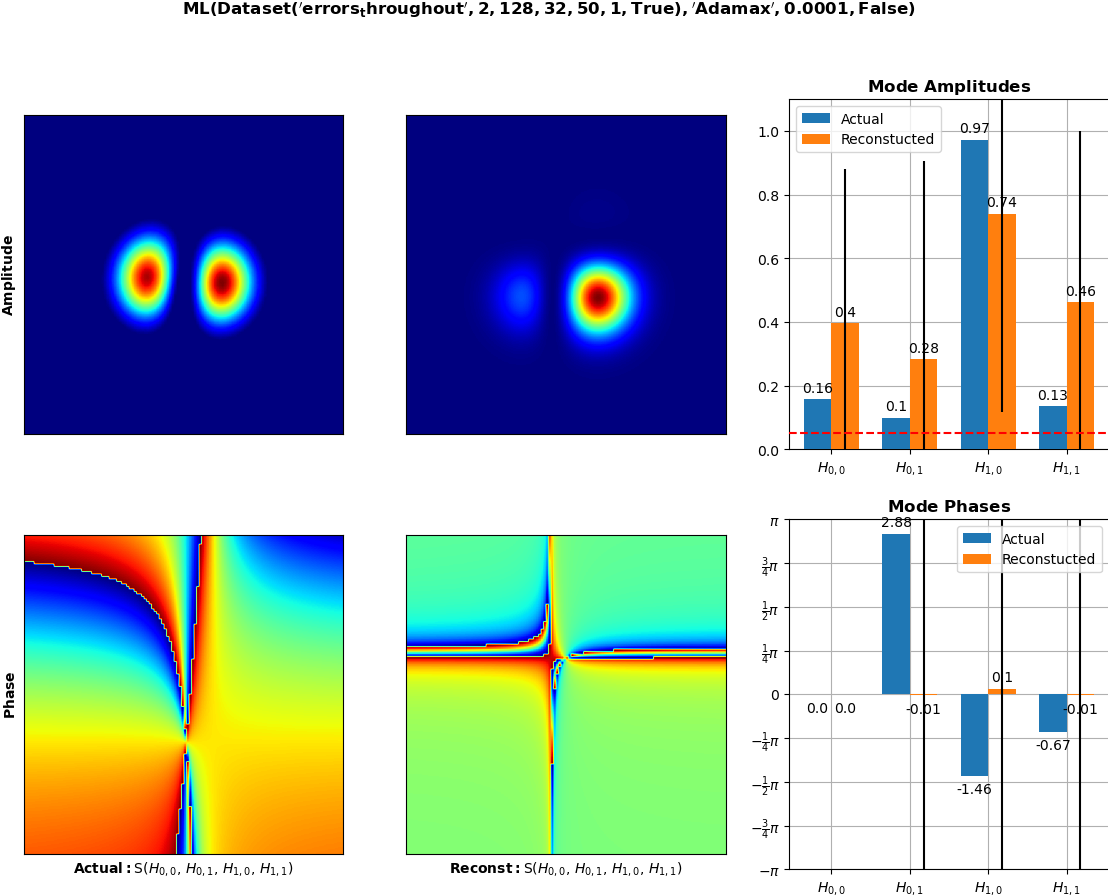 ML(Dataset('errors_throughout', 2, 128, 32, 50, 1, True), 'Adamax', 0.0001, False)
Amplitude
Mode Amplitudes
Actual
Reconstucted
1.0
0.8
0.6
0.4
0.2
0.0
0.16
0.4
0.1
0.28
0.97
0.74
0.13
0.46
H0,0
H0,1
H1,0
H1,1
Phase
Actual: S(H0,0, H0,1, H1,0, H1,1)
Reconst: S(H0,0, H0,1, H1,0, H1,1)
Mode Phases
Actual
Reconstucted
π
3/4π
1/2π
1/4π
0
−1/4π
−1/2π
−3/4π
−π
0.0
0.0
2.88
-0.01
-1.46
0.1
-0.67
-0.01
H0,0
H0,1
H1,0
H1,1